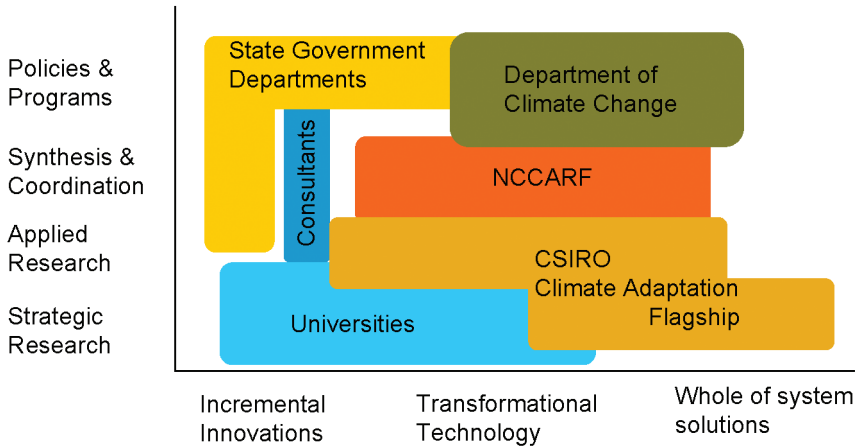 Policies &
Programs
Synthesis &
Coordination
Applied
Research
Strategic
Research
State Government
Departments
Department of
Climate Change
Consultants
NCCARF
CSIRO
Climate Adaptation
Flagship
Universities
Incremental
Innovations
Transformational
Technology
Whole of system
solutions